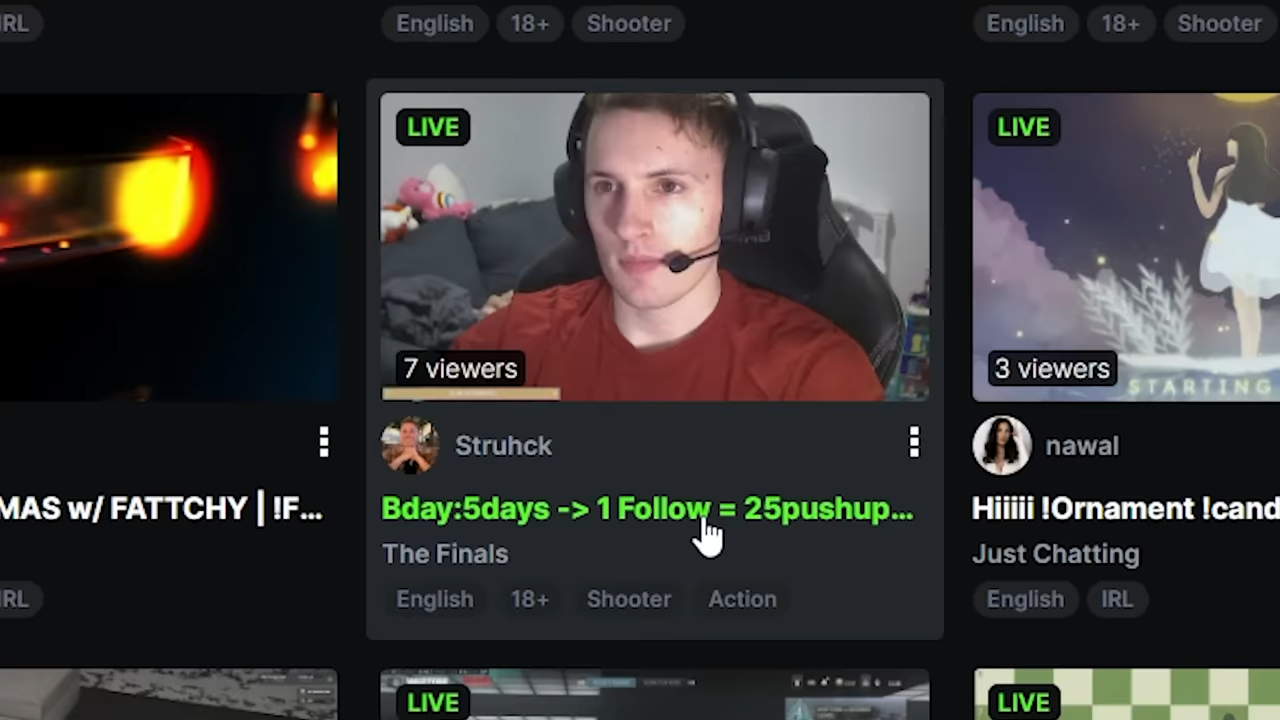 IRL
English 18+ Shooter
English 18+ Shooter
LIVE
7 viewers
Struhck
Bday:5days -> 1 Follow = 25pushup...
The Finals
English 18+ Shooter Action
LIVE
3 viewers
STARTING
nawal
Hiiiii !Ornament !cand
Just Chatting
English IRL
MAS w/ FATTCHY | !F...
IRL
LIVE
LIVE